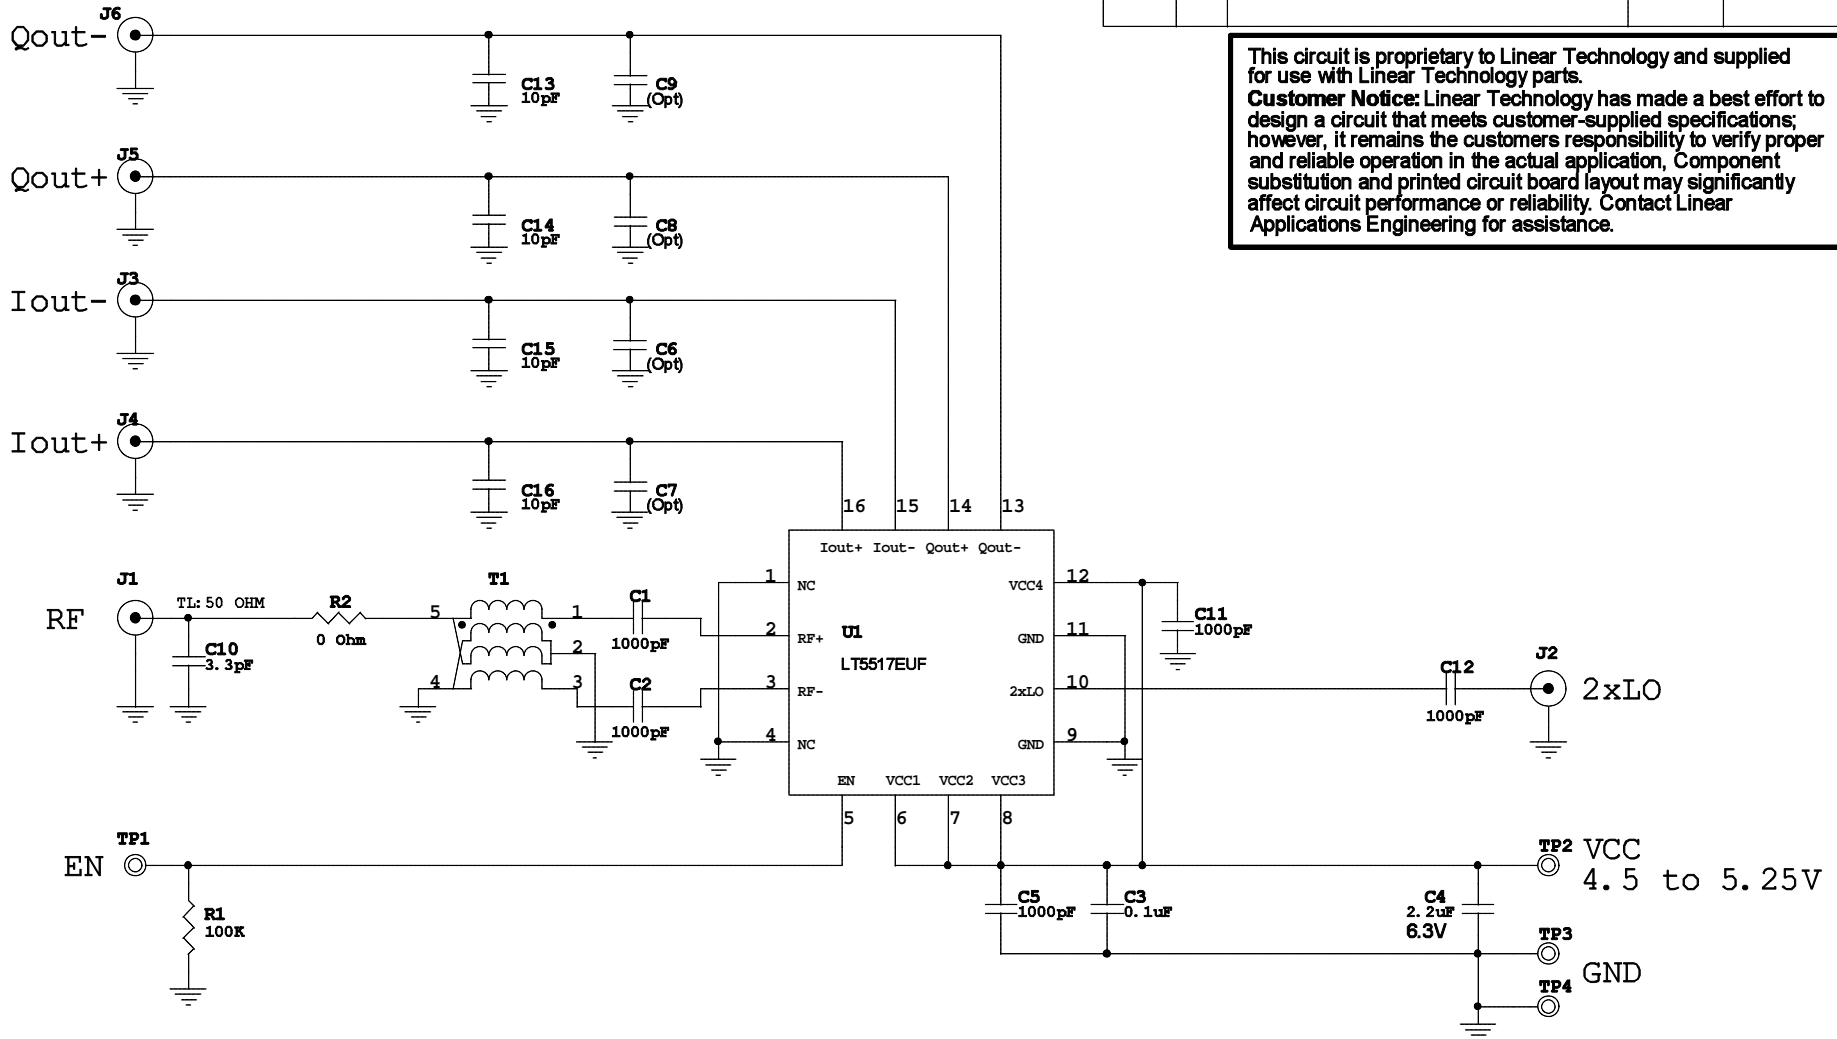 J6
Qout-
C13
10pF
C9
(Opt)
This circuit is proprietary to Linear Technology and supplied
for use with Linear Technology parts.
Customer Notice: Linear Technology has made a best effort to
design a circuit that meets customer-supplied specifications;
however, it remains the customers responsibility to verify proper
and reliable operation in the actual application, Component
substitution and printed circuit board layout may significantly
affect circuit performance or reliability. Contact Linear
Applications Engineering for assistance.
J5
Qout+
C14
10pF
C8
(Opt)
J3
Iout-
C15
10pF
C6
(Opt)
J4
Iout+
C16
10pF
C7
(Opt)
16 15 14 13
Iout+ Iout- Qout+ Qout-
J1
RF
TL:50 OHM
C10
3.3pF
R2
0 Ohm
T1
5
4
1
2
3
C1
1000pF
C2
1000pF
1 NC
2 RF+
3 RF-
4 NC
U1
LT5517EUF
VCC4 12
GND 11
2xLO 10
GND 9
EN VCC1 VCC2 VCC3
5 6 7 8
C11
1000pF
C12
1000pF
J2
2xLO
TP1
EN
R1
100K
C5
1000pF
C3
0.1uF
C4
2.2uF
6.3V
TP2
VCC
4.5 to 5.25V
TP3
GND
TP4